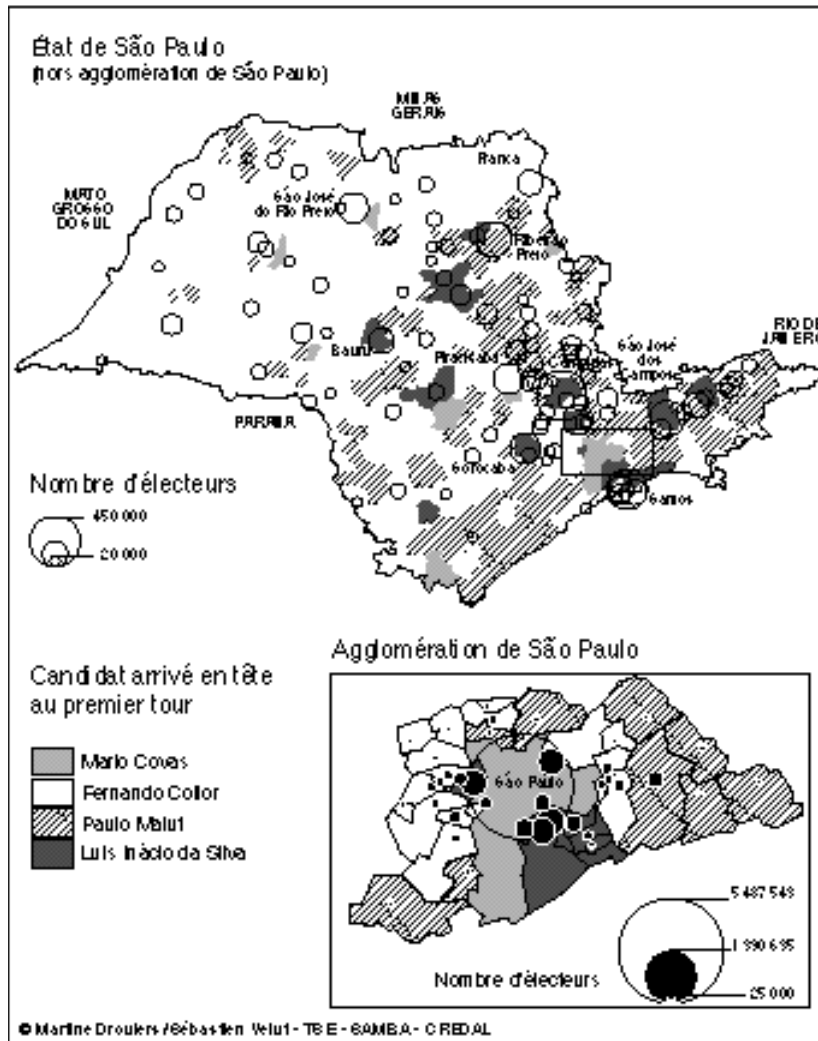 État de São Paulo
(hors agglomération de São Paulo)
MINAS
GERAIS
Franca
MATO
GROSSO
DO SUL
São José
do Rio Preto
Ribeirão
Preto
RIO DE
JANEIRO
São José
dos
Campos
Bauru
Piracicaba
PARANA
Sorocaba
Santos
Nombre d'électeurs
450 000
20 000
Agglomération de São Paulo
Candidat arrivé en tête
au premier tour
Mario Covas
Fernando Collor
Paulo Maluf
Luís Inácio da Silva
São Paulo
5 487 543
25 000
Nombre d'électeurs
© Martine Droulers / Sébastien Velut - TSE - SAMBA - CREDAL